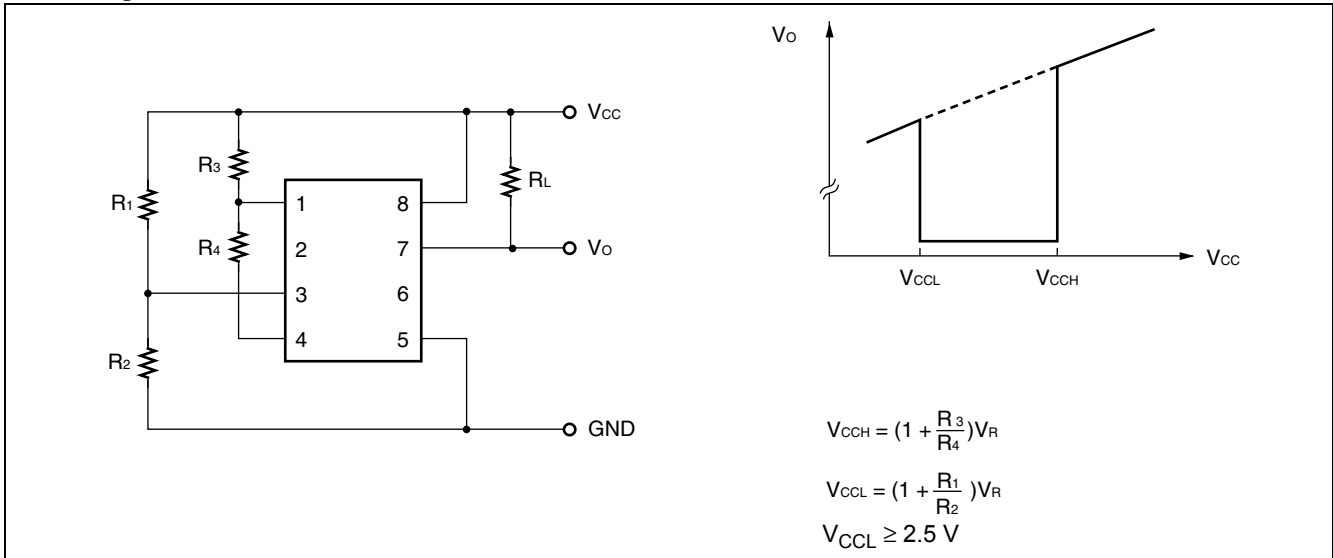 VCC
R3
RL
R1
1 8
R4
2 7
VO
3 6
4 5
R2
GND
VO
VCC
VCCL VCCH
VCCH = (1 + R3/R4)VR
VCCL = (1 + R1/R2)VR
VCCL ≥ 2.5 V